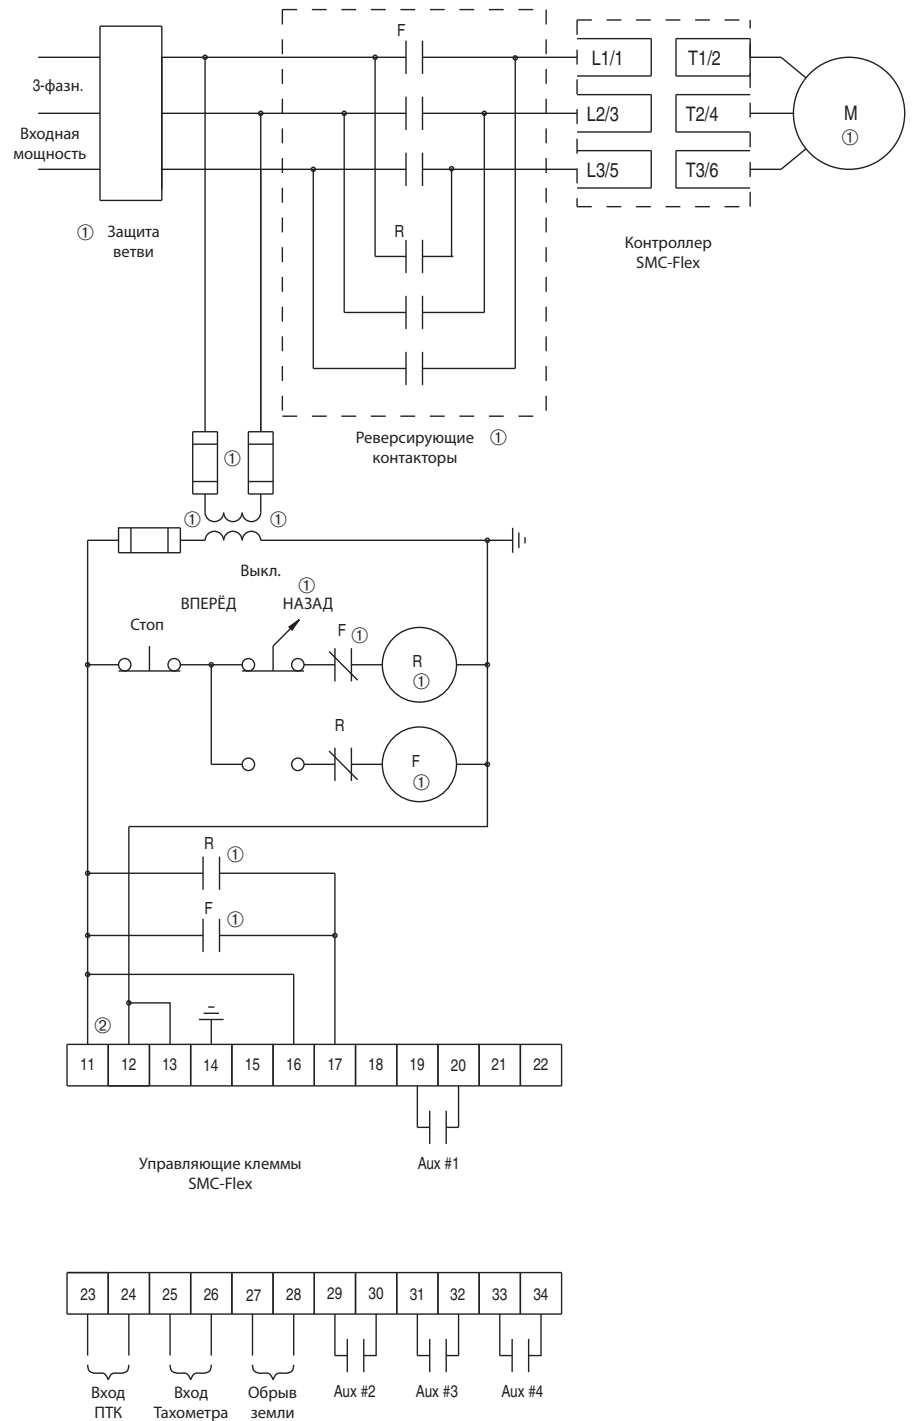 F
3-фазн.
Входная
мощность
L1/1
T1/2
L2/3
T2/4
L3/5
T3/6
M
①
① Защита
ветви
R
Контроллер
SMC-Flex
Реверсирующие ①
контакторы
①
① ①
Выкл.
①
ВПЕРЁД НАЗАД
Стоп
F ①
R
①
R
F
①
R ①
F ①
②
11 12 13 14 15 16 17 18 19 20 21 22
Управляющие клеммы
SMC-Flex
Aux #1
23 24 25 26 27 28 29 30 31 32 33 34
Вход
ПТК
Вход
Тахометра
Обрыв
земли
Aux #2
Aux #3
Aux #4